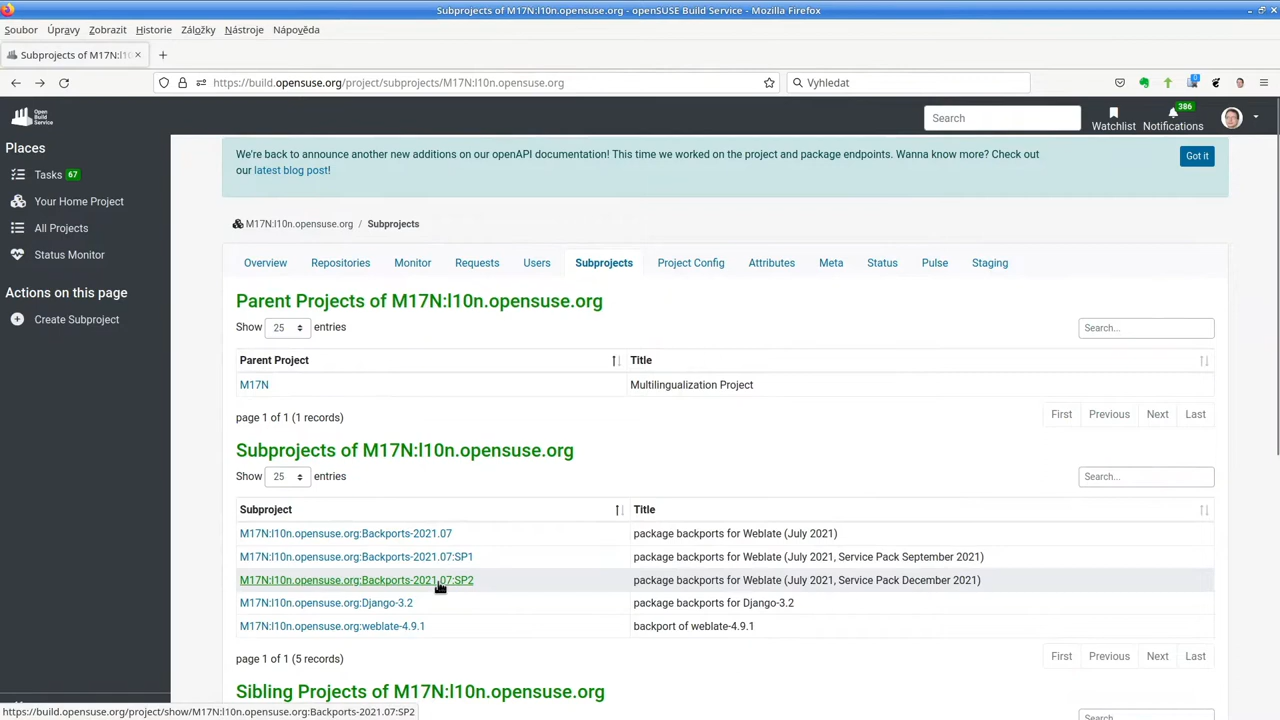 Subprojects of M17N:l10n.opensuse.org - openSUSE Build Service - Mozilla Firefox
Soubor Úpravy Zobrazit Historie Záložky Nástroje Nápověda
Subprojects of M17N:l1
https://build.opensuse.org/project/subprojects/M17N:l10n.opensuse.org
Vyhledat
Open Build Service
Search
Watchlist
386
Notifications
Places
Tasks 67
Your Home Project
All Projects
Status Monitor
Actions on this page
Create Subproject
We're back to announce another new additions on our openAPI documentation! This time we worked on the project and package endpoints. Wanna know more? Check out
our latest blog post!
Got it
M17N:l10n.opensuse.org / Subprojects
Overview Repositories Monitor Requests Users Subprojects Project Config Attributes Meta Status Pulse Staging
Parent Projects of M17N:l10n.opensuse.org
Show 25 entries
Search...
Parent Project Title
M17N Multilingualization Project
page 1 of 1 (1 records)
First Previous Next Last
Subprojects of M17N:l10n.opensuse.org
Show 25 entries
Search...
Subproject Title
M17N:l10n.opensuse.org:Backports-2021.07 package backports for Weblate (July 2021)
M17N:l10n.opensuse.org:Backports-2021.07:SP1 package backports for Weblate (July 2021, Service Pack September 2021)
M17N:l10n.opensuse.org:Backports-2021.07:SP2 package backports for Weblate (July 2021, Service Pack December 2021)
M17N:l10n.opensuse.org:Django-3.2 package backports for Django-3.2
M17N:l10n.opensuse.org:weblate-4.9.1 backport of weblate-4.9.1
page 1 of 1 (5 records)
First Previous Next Last
Sibling Projects of M17N:l10n.opensuse.org
Search
https://build.opensuse.org/project/show/M17N:l10n.opensuse.org:Backports-2021.07:SP2